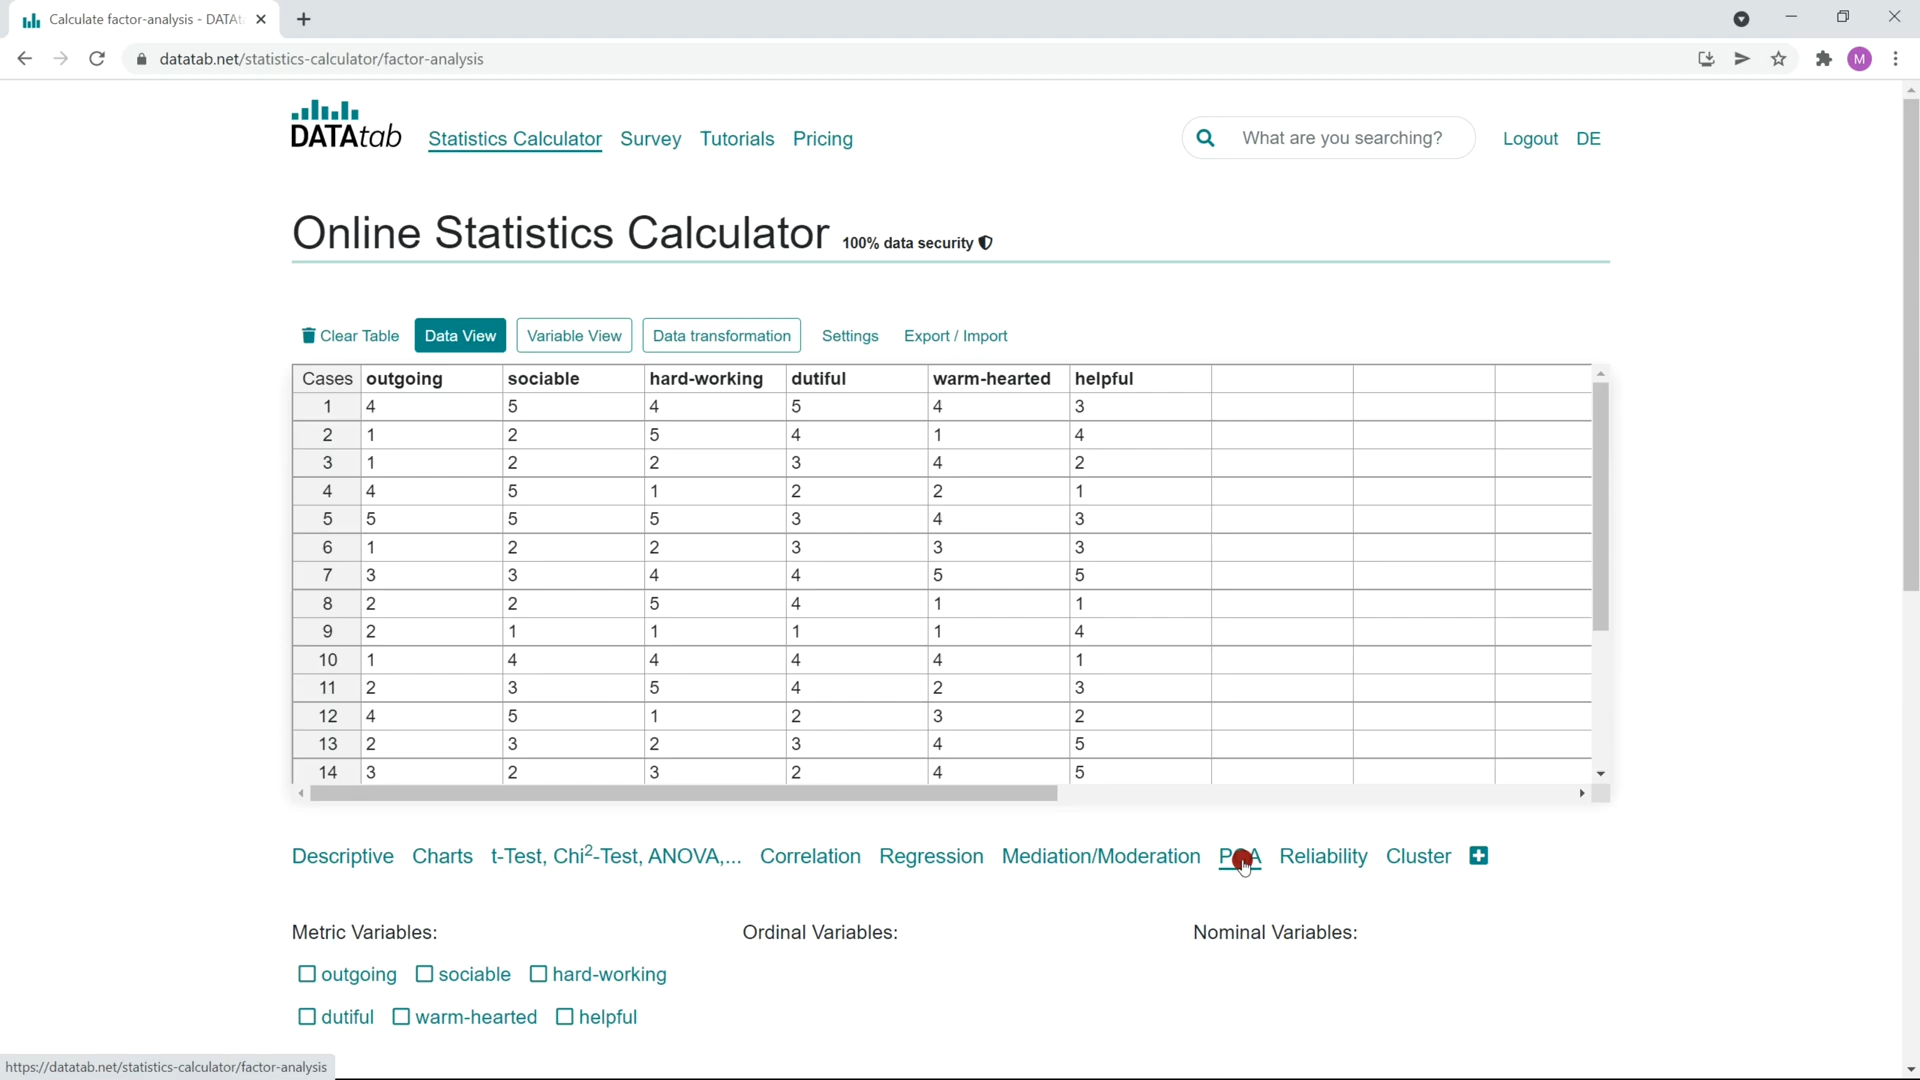 Calculate factor-analysis - DATAt
datatab.net/statistics-calculator/factor-analysis
M
DATAtab
Statistics Calculator Survey Tutorials Pricing
What are you searching?
Logout DE
Online Statistics Calculator 100% data security
Clear Table Data View Variable View Data transformation Settings Export / Import
Cases outgoing sociable hard-working dutiful warm-hearted helpful
1 4 5 4 5 4 3
2 1 2 5 4 1 4
3 1 2 2 3 4 2
4 4 5 1 2 2 1
5 5 5 5 3 4 3
6 1 2 2 3 3 3
7 3 3 4 4 5 5
8 2 2 5 4 1 1
9 2 1 1 1 1 4
10 1 4 4 4 4 1
11 2 3 5 4 2 3
12 4 5 1 2 3 2
13 2 3 2 3 4 5
14 3 2 3 2 4 5
Descriptive Charts t-Test, Chi²-Test, ANOVA,... Correlation Regression Mediation/Moderation PCA Reliability Cluster
Metric Variables: Ordinal Variables: Nominal Variables:
outgoing sociable hard-working
dutiful warm-hearted helpful
https://datatab.net/statistics-calculator/factor-analysis